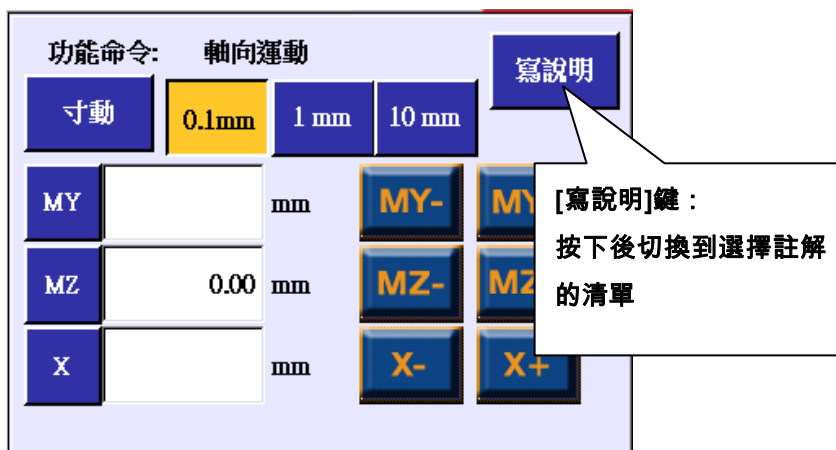 功能命令: 軸向運動
寫說明
寸動 0.1mm 1 mm 10 mm
MY mm MY- MY
[寫說明]鍵：
按下後切換到選擇註解
的清單
MZ 0.00 mm MZ- MZ
X mm X- X+